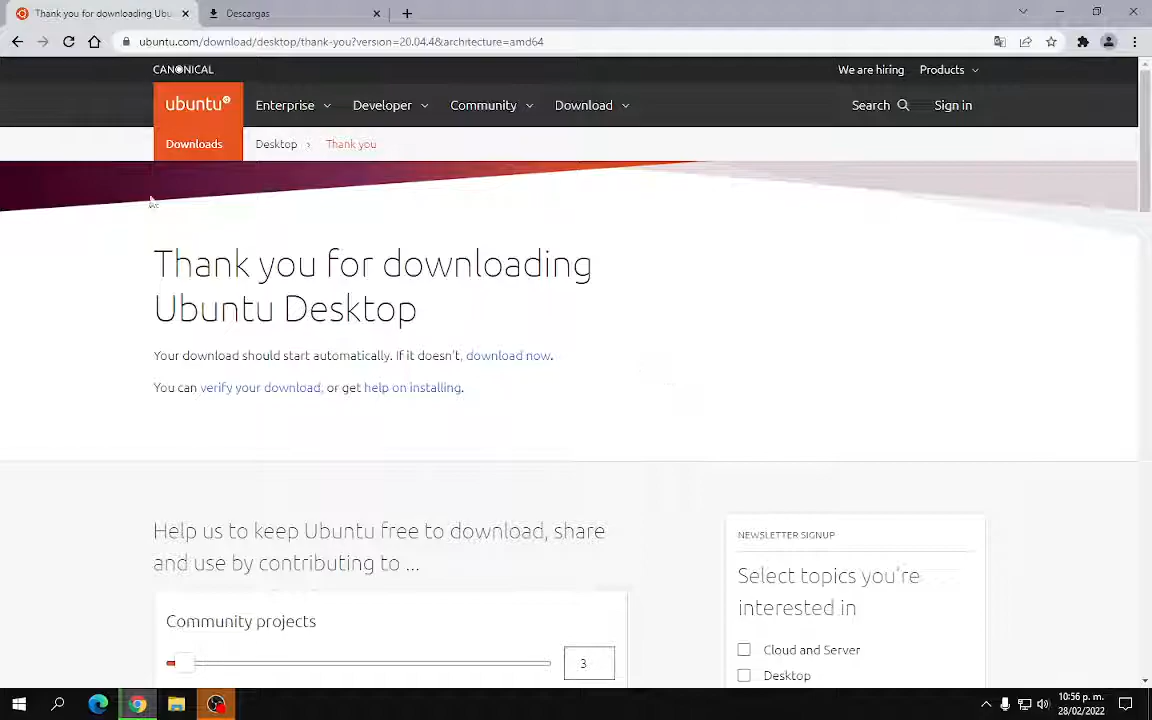 Thank you for downloading Ubu
Descargas
ubuntu.com/download/desktop/thank-you?version=20.04.4&architecture=amd64
CANONICAL
We are hiring
Products
ubuntu
Enterprise
Developer
Community
Download
Search
Sign in
Downloads
Desktop › Thank you
Thank you for downloading
Ubuntu Desktop
Your download should start automatically. If it doesn't, download now.
You can verify your download, or get help on installing.
Help us to keep Ubuntu free to download, share
and use by contributing to ...
Community projects
3
NEWSLETTER SIGNUP
Select topics you're
interested in
Cloud and Server
Desktop
10:56 p. m.
28/02/2022